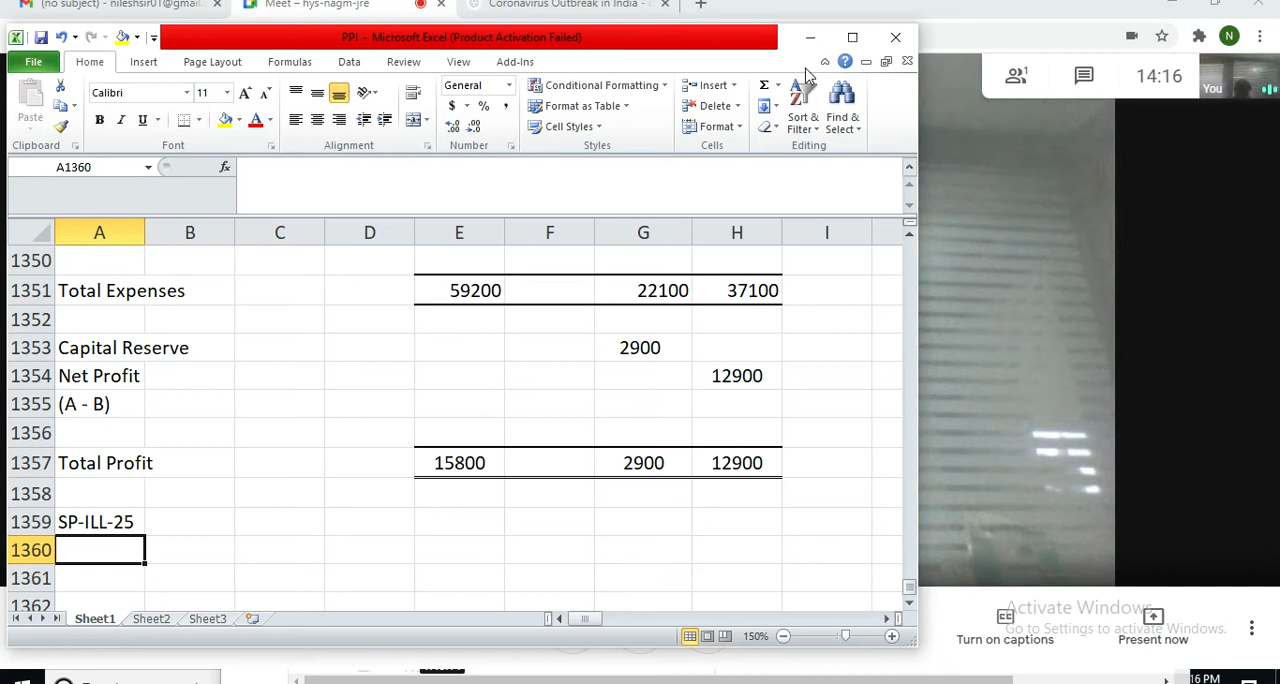 (no subject) - nileshsir01@gmail.
Meet – hys-nagm-jre
Coronavirus Outbreak in India - c
PPI - Microsoft Excel (Product Activation Failed)
N
File Home Insert Page Layout Formulas Data Review View Add-Ins
14:16
You
Paste
Calibri 11
General
Conditional Formatting
Format as Table
Cell Styles
Insert
Delete
Format
Sort & Filter
Find & Select
Clipboard Font Alignment Number Styles Cells Editing
A1360 fx
A B C D E F G H I
1350
1351 Total Expenses 59200 22100 37100
1352
1353 Capital Reserve 2900
1354 Net Profit 12900
1355 (A - B)
1356
1357 Total Profit 15800 2900 12900
1358
1359 SP-ILL-25
1360
1361
1362
Sheet1 Sheet2 Sheet3
150%
Activate Windows
Go to Settings to activate Windows.
Turn on captions
Present now
16 PM